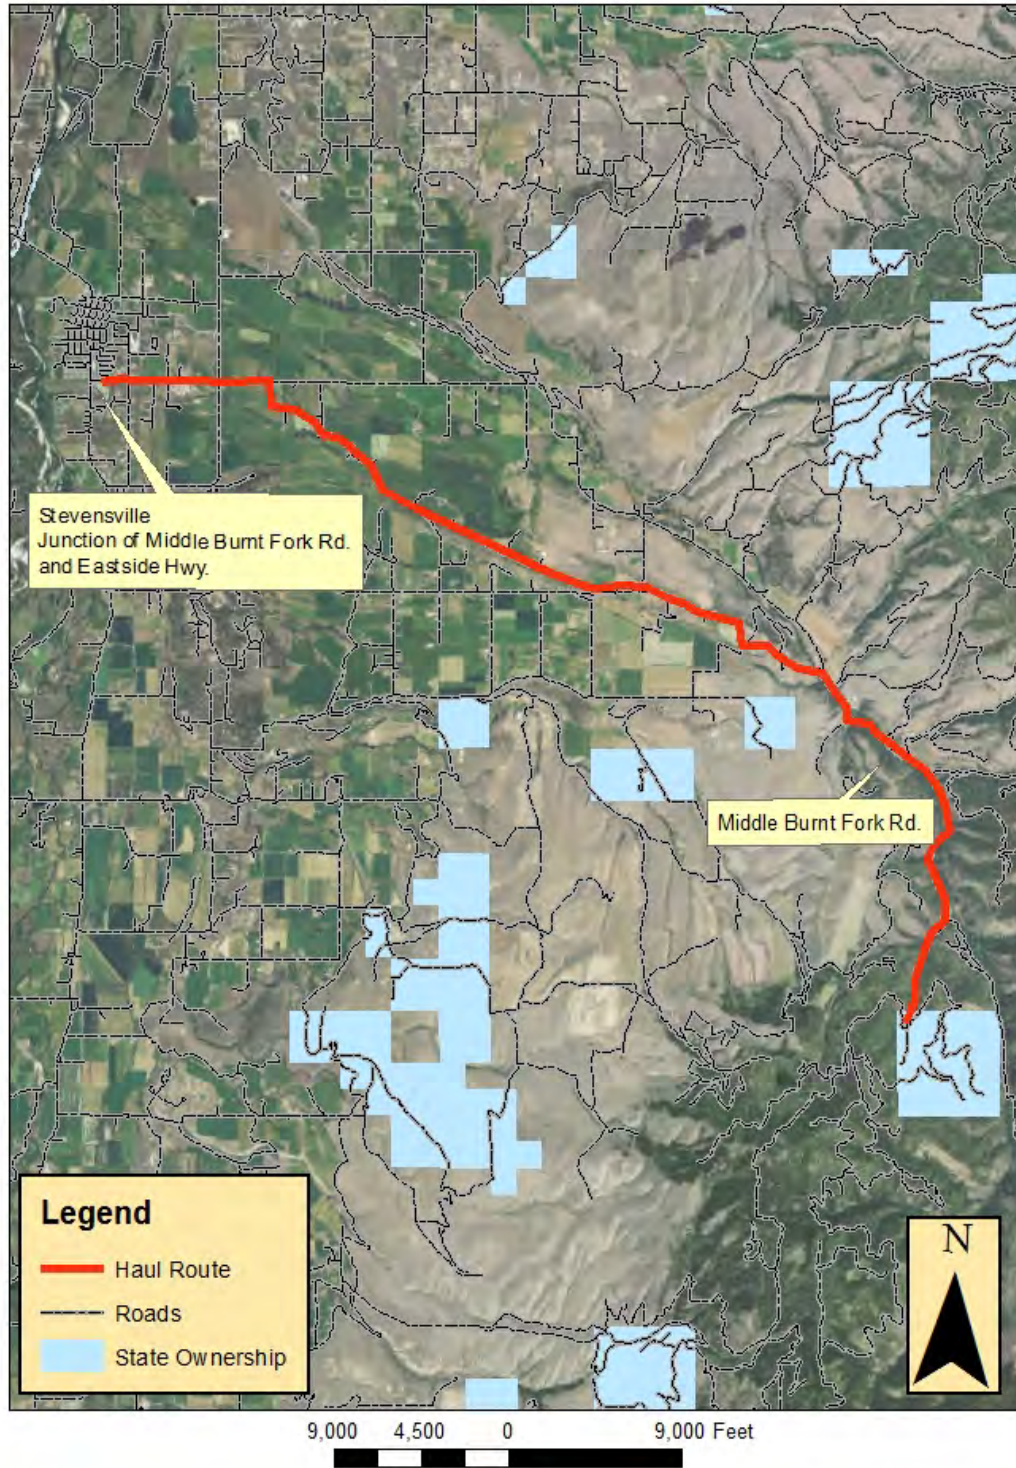 Stevensville
Junction of Middle Burnt Fork Rd.
and Eastside Hwy.
Middle Burnt Fork Rd.
Legend
Haul Route
Roads
State Ownership
N
9,000 4,500 0 9,000 Feet